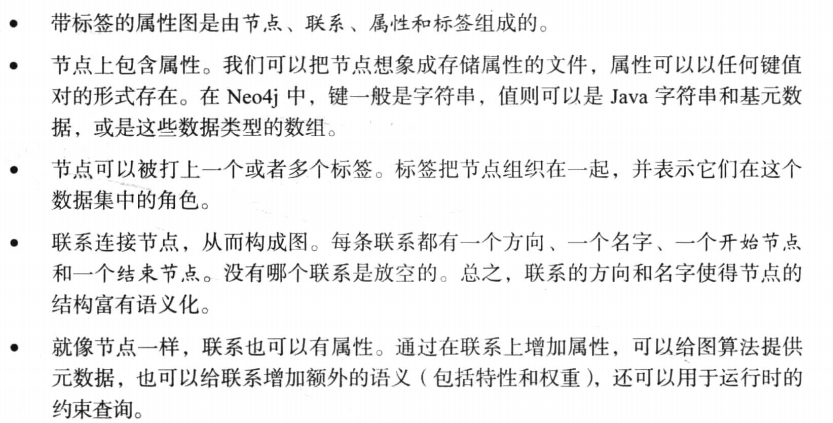 • 带标签的属性图是由节点、联系、属性和标签组成的。
• 节点上包含属性。我们可以把节点想象成存储属性的文件，属性可以以任何键值
对的形式存在。在 Neo4j 中，键一般是字符串，值则可以是 Java 字符串和基元数
据，或是这些数据类型的数组。
• 节点可以被打上一个或者多个标签。标签把节点组织在一起，并表示它们在这个
数据集中的角色。
• 联系连接节点，从而构成图。每条联系都有一个方向、一个名字、一个开始节点
和一个结束节点。没有哪个联系是放空的。总之，联系的方向和名字使得节点的
结构富有语义化。
• 就像节点一样，联系也可以有属性。通过在联系上增加属性，可以给图算法提供
元数据，也可以给联系增加额外的语义（包括特性和权重），还可以用于运行时的
约束查询。